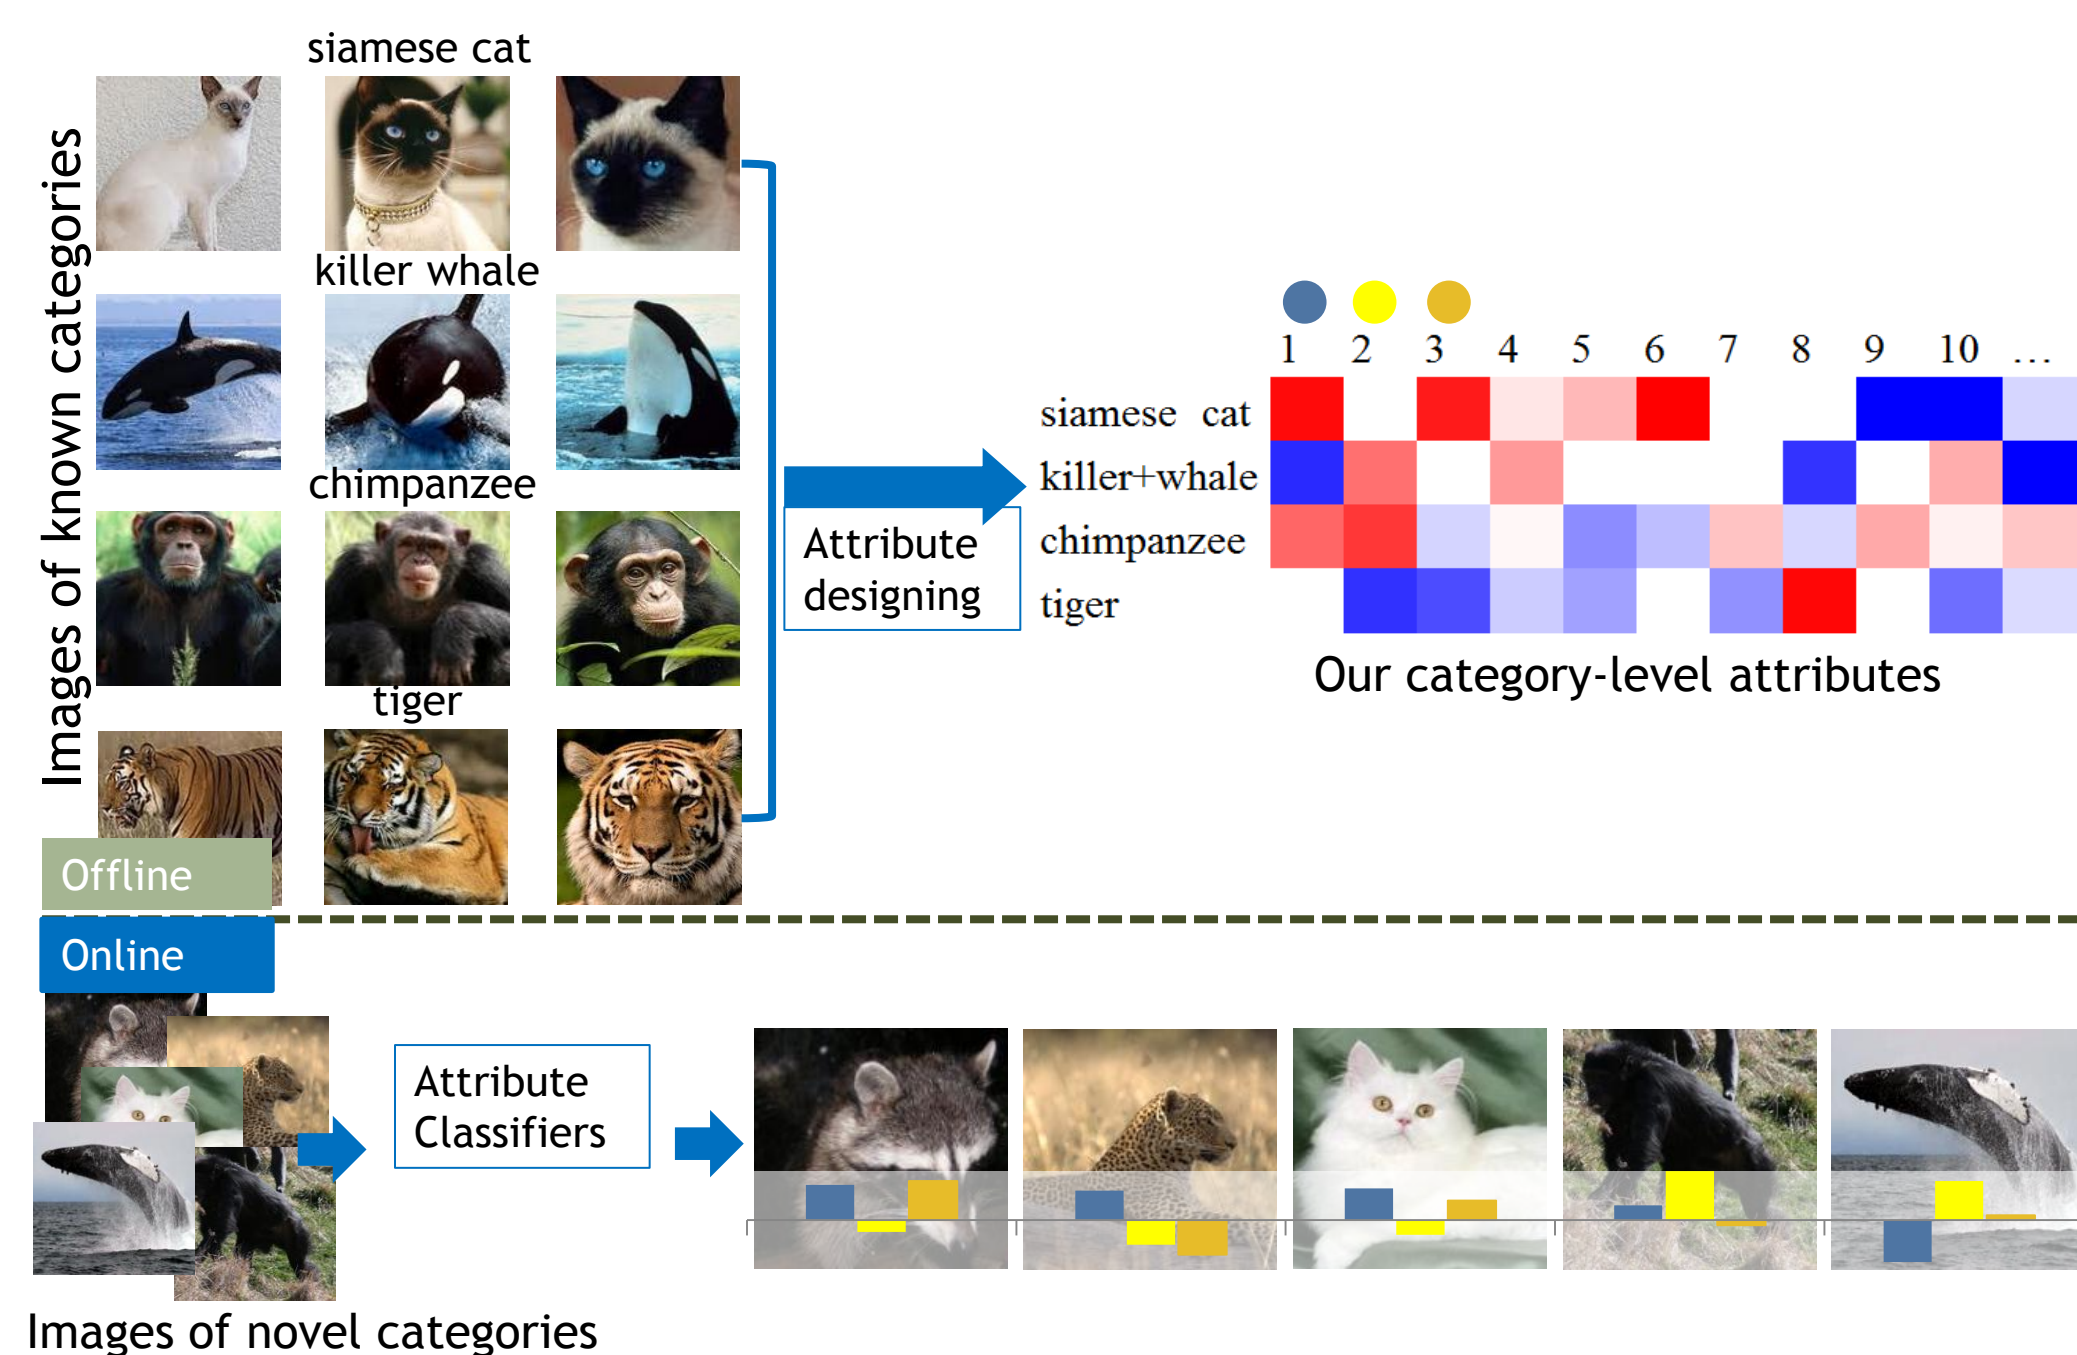 siamese cat
Images of known categories
killer whale
chimpanzee
tiger
Attribute
designing
1 2 3 4 5 6 7 8 9 10 ...
siamese cat
killer+whale
chimpanzee
tiger
Our category-level attributes
Offline
Online
Attribute
Classifiers
Images of novel categories